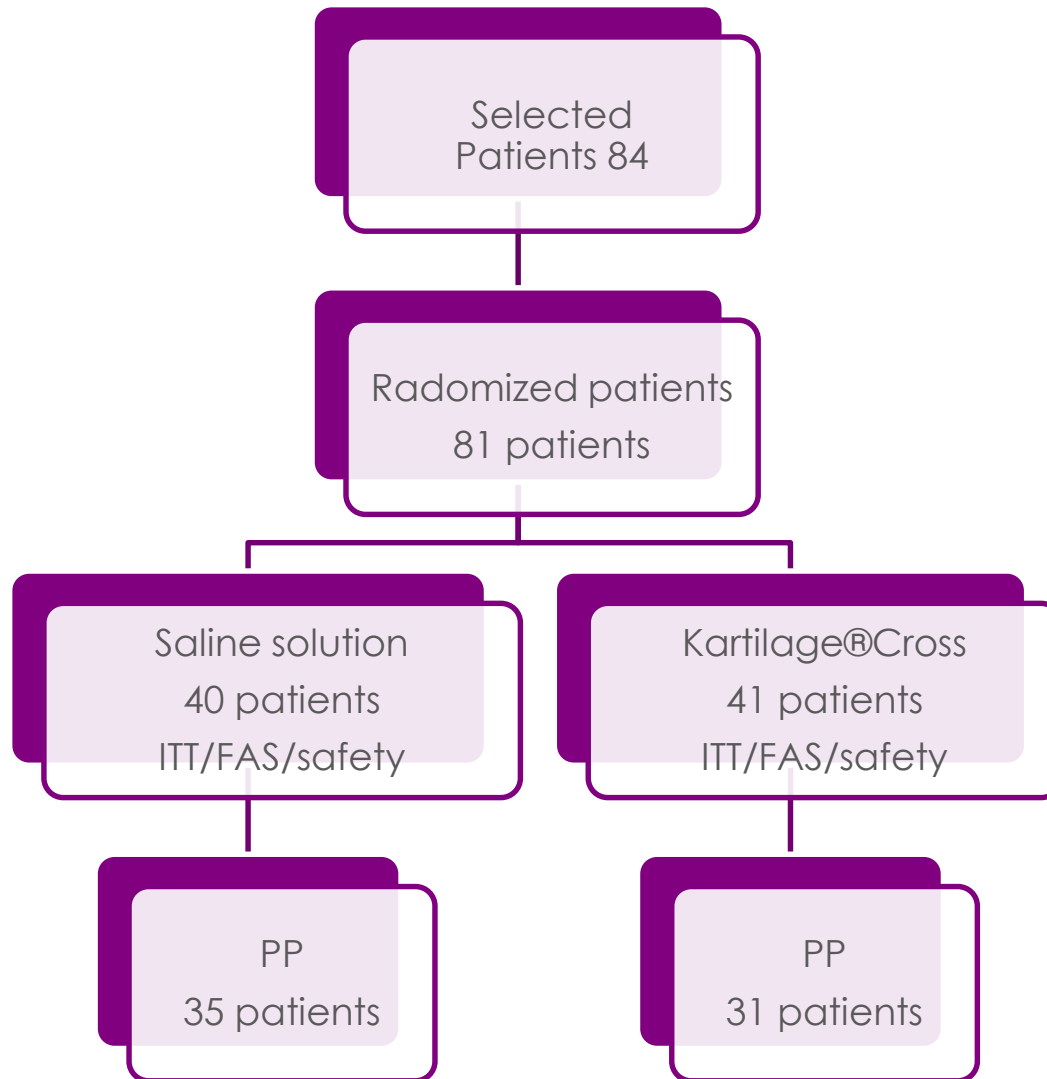 Selected
Patients 84
Radomized patients
81 patients
Saline solution
40 patients
ITT/FAS/safety
Kartilage®Cross
41 patients
ITT/FAS/safety
PP
35 patients
PP
31 patients